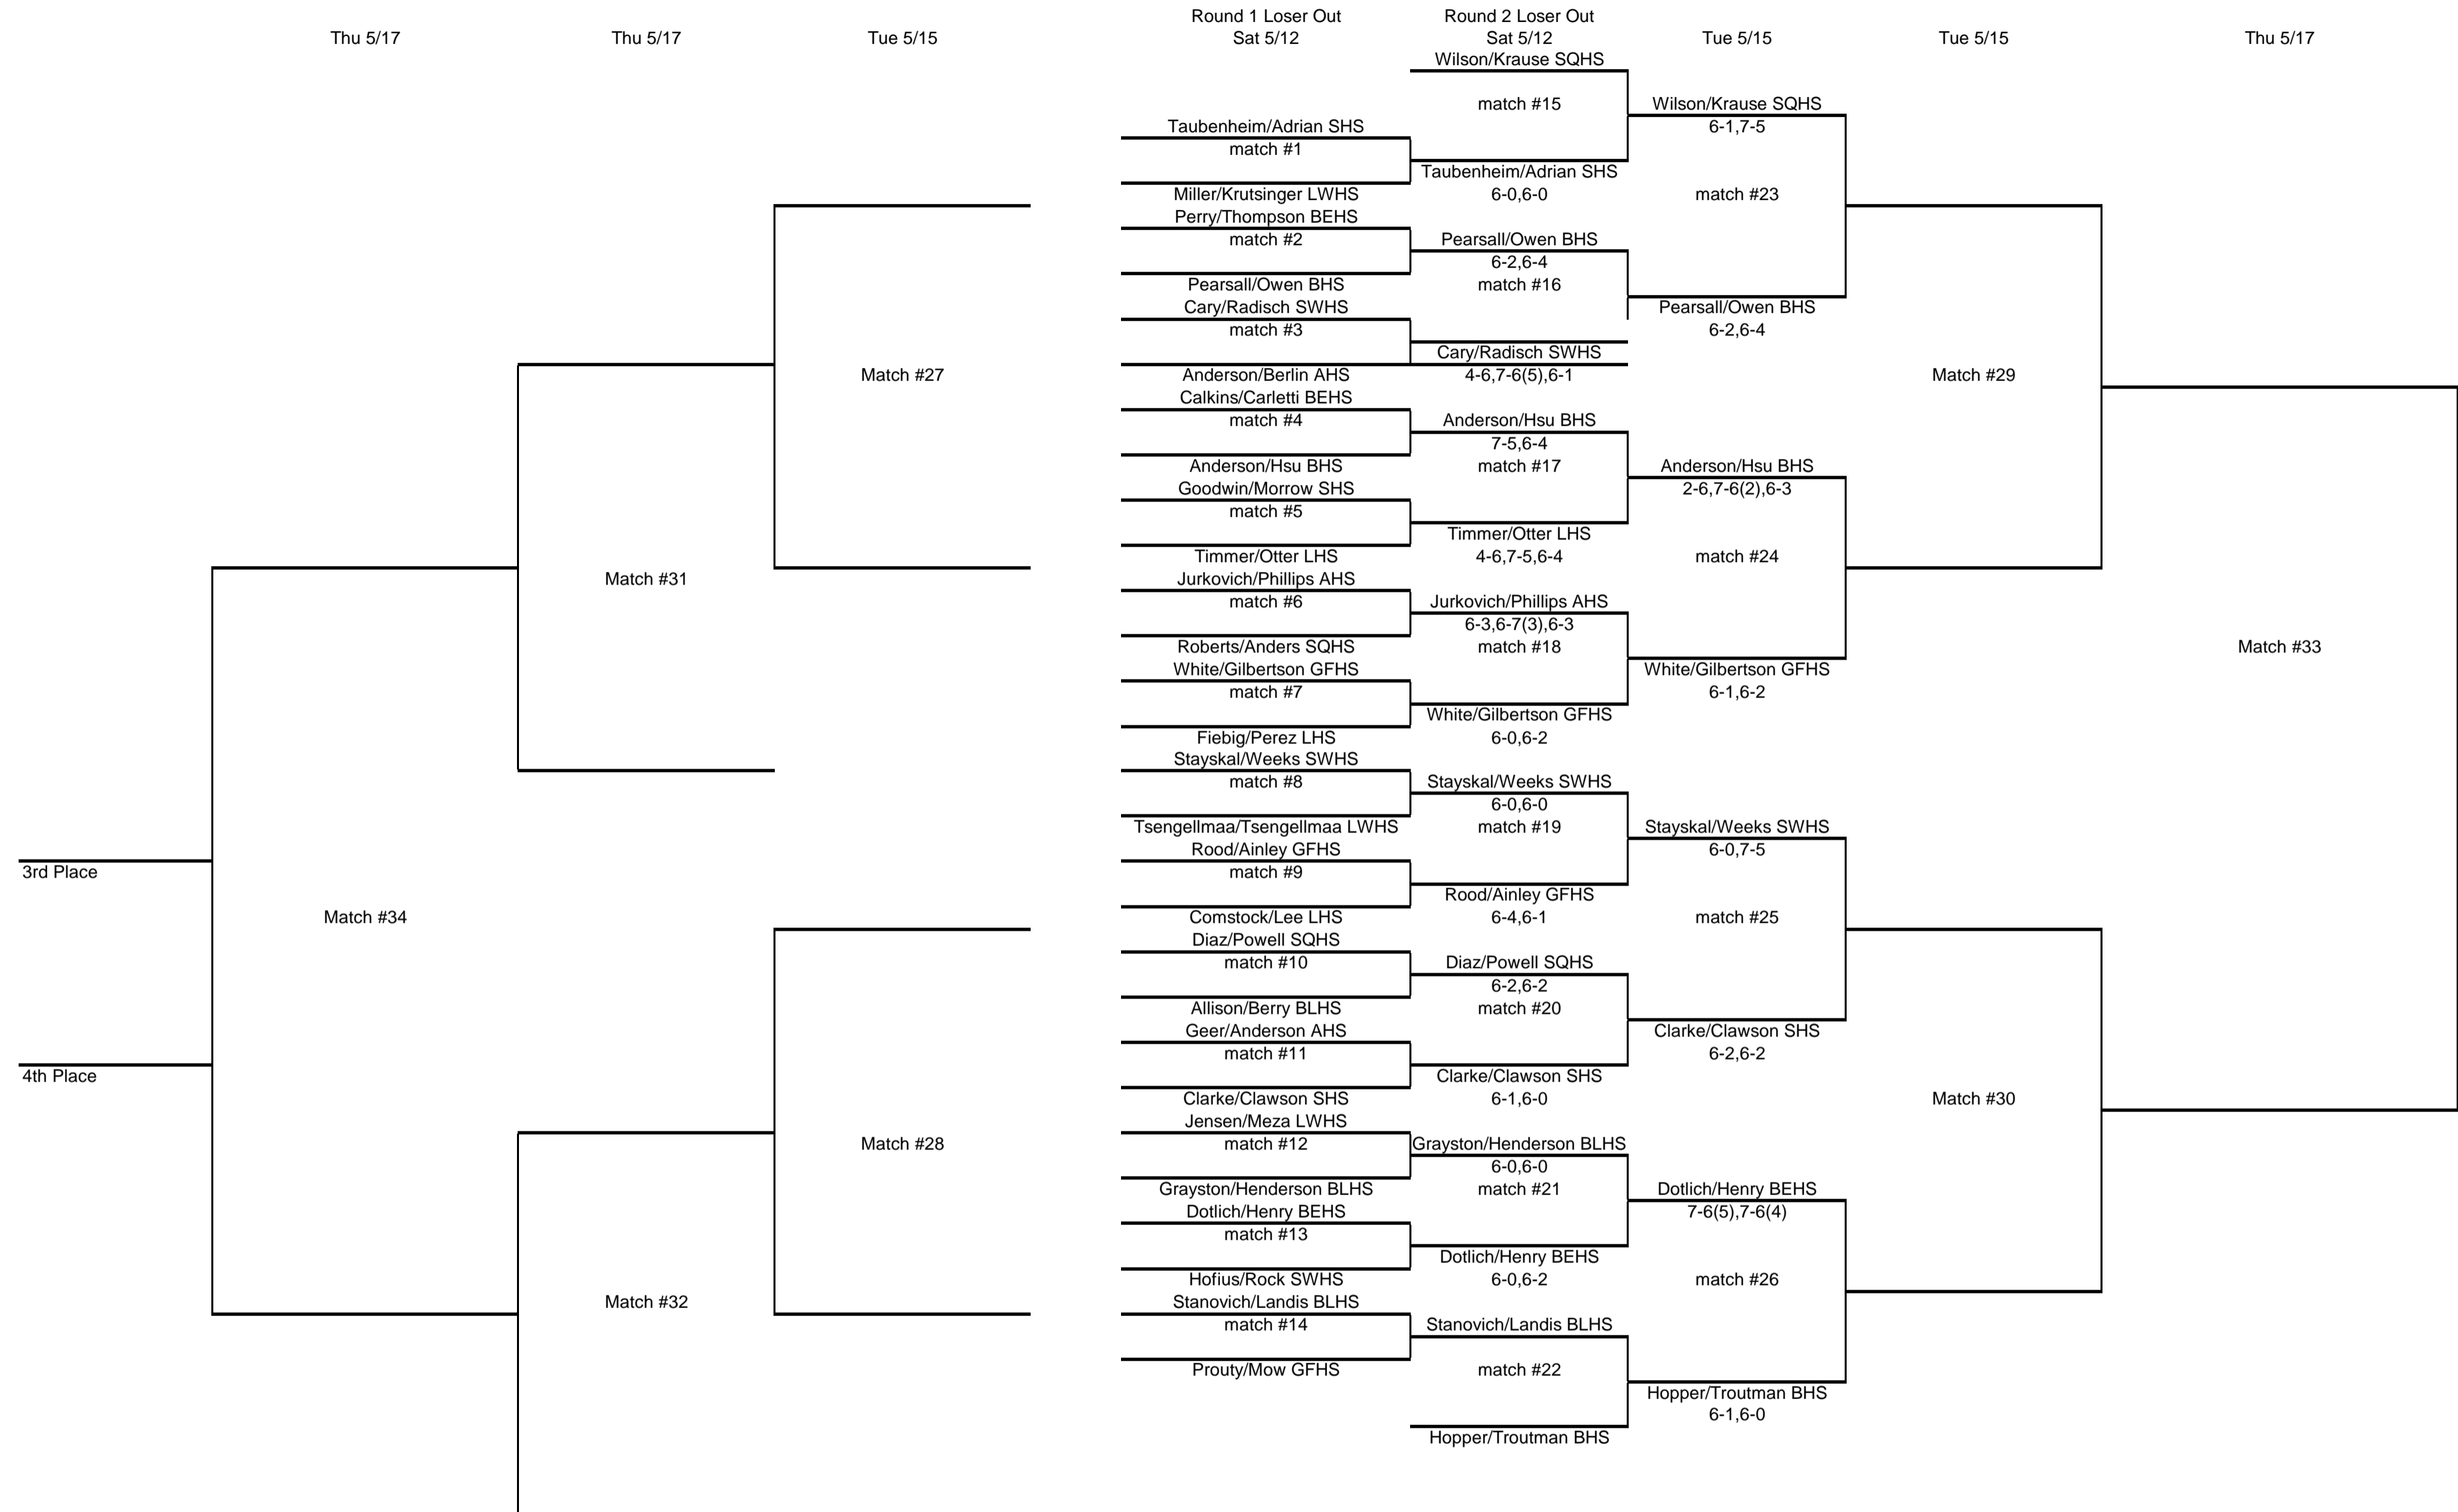 Round 1 Loser Out
Round 2 Loser Out
Thu 5/17
Thu 5/17
Tue 5/15
Sat 5/12
Sat 5/12
Tue 5/15
Tue 5/15
Thu 5/17
Wilson/Krause SQHS
match #15
Wilson/Krause SQHS
Taubenheim/Adrian SHS
6-1,7-5
match #1
Taubenheim/Adrian SHS
Miller/Krutsinger LWHS
6-0,6-0
match #23
Perry/Thompson BEHS
match #2
Pearsall/Owen BHS
6-2,6-4
Pearsall/Owen BHS
match #16
Cary/Radisch SWHS
Pearsall/Owen BHS
match #3
6-2,6-4
Cary/Radisch SWHS
Match #27
Anderson/Berlin AHS
4-6,7-6(5),6-1
Match #29
Calkins/Carletti BEHS
match #4
Anderson/Hsu BHS
7-5,6-4
Anderson/Hsu BHS
match #17
Anderson/Hsu BHS
Goodwin/Morrow SHS
2-6,7-6(2),6-3
match #5
Timmer/Otter LHS
Timmer/Otter LHS
4-6,7-5,6-4
match #24
Match #31
Jurkovich/Phillips AHS
match #6
Jurkovich/Phillips AHS
6-3,6-7(3),6-3
Roberts/Anders SQHS
match #18
Match #33
White/Gilbertson GFHS
White/Gilbertson GFHS
match #7
6-1,6-2
White/Gilbertson GFHS
Fiebig/Perez LHS
6-0,6-2
Stayskal/Weeks SWHS
match #8
Stayskal/Weeks SWHS
6-0,6-0
Tsengellmaa/Tsengellmaa LWHS
match #19
Stayskal/Weeks SWHS
Rood/Ainley GFHS
6-0,7-5
3rd Place
match #9
Rood/Ainley GFHS
Match #34
Comstock/Lee LHS
6-4,6-1
match #25
Diaz/Powell SQHS
match #10
Diaz/Powell SQHS
6-2,6-2
Allison/Berry BLHS
match #20
Geer/Anderson AHS
Clarke/Clawson SHS
match #11
6-2,6-2
4th Place
Clarke/Clawson SHS
Clarke/Clawson SHS
6-1,6-0
Match #30
Jensen/Meza LWHS
Match #28
match #12
Grayston/Henderson BLHS
6-0,6-0
Grayston/Henderson BLHS
match #21
Dotlich/Henry BEHS
Dotlich/Henry BEHS
7-6(5),7-6(4)
match #13
Dotlich/Henry BEHS
Hofius/Rock SWHS
6-0,6-2
match #26
Match #32
Stanovich/Landis BLHS
match #14
Stanovich/Landis BLHS
Prouty/Mow GFHS
match #22
Hopper/Troutman BHS
6-1,6-0
Hopper/Troutman BHS